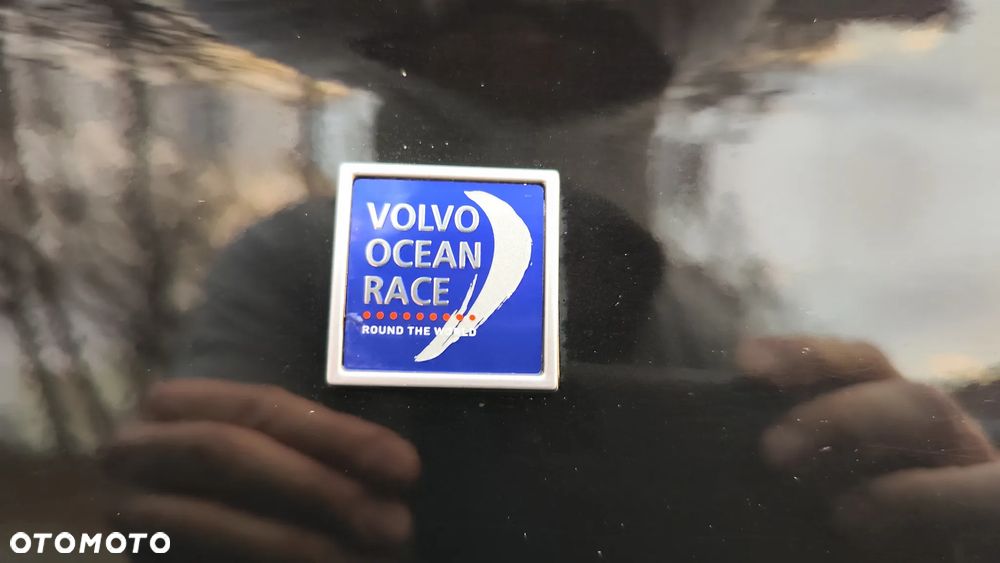 VOLVO
OCEAN
RACE
ROUND THE WORLD
OTOMOTO